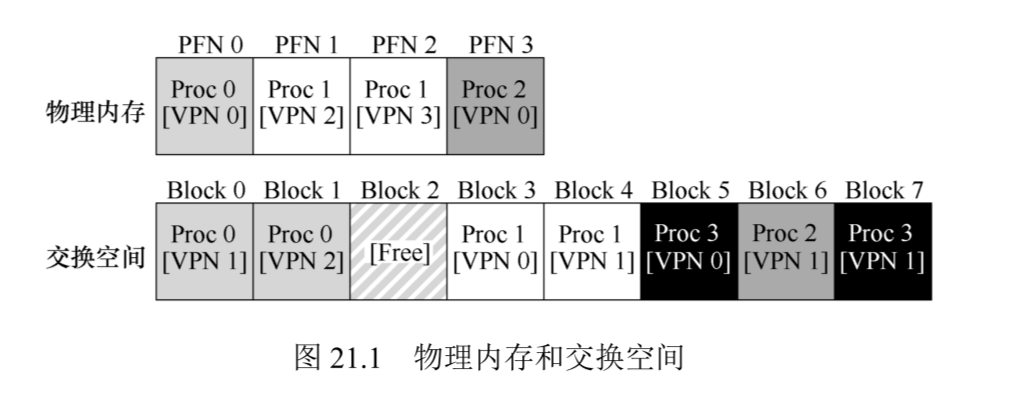 PFN 0 PFN 1 PFN 2 PFN 3
物理内存
Proc 0 Proc 1 Proc 1 Proc 2
[VPN 0] [VPN 2] [VPN 3] [VPN 0]
Block 0 Block 1 Block 2 Block 3 Block 4 Block 5 Block 6 Block 7
交换空间
Proc 0 Proc 0 [Free] Proc 1 Proc 1 Proc 3 Proc 2 Proc 3
[VPN 1] [VPN 2] [VPN 0] [VPN 1] [VPN 0] [VPN 1] [VPN 1]
图 21.1 物理内存和交换空间